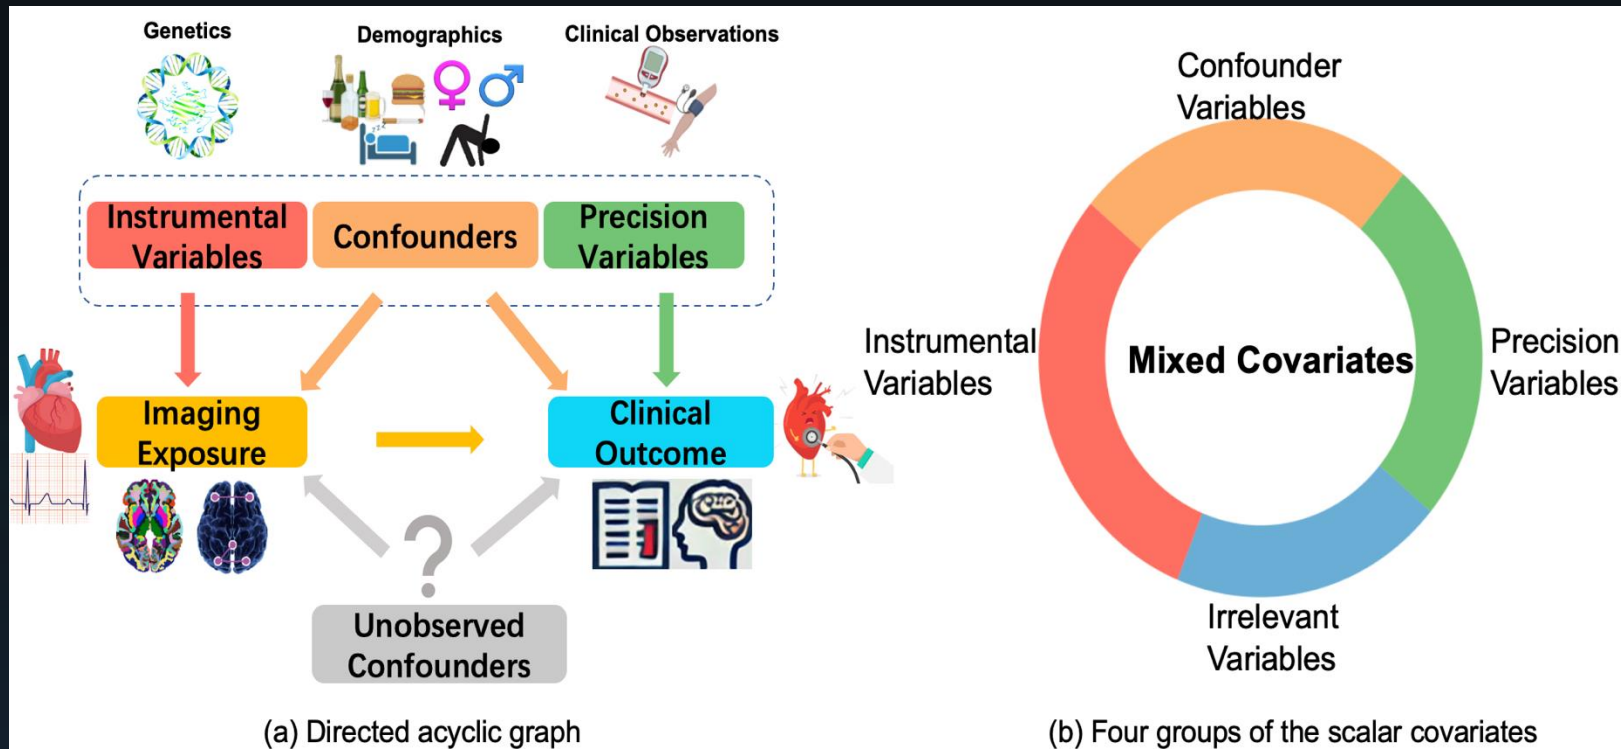 Genetics
Demographics
Clinical Observations
Instrumental
Variables
Confounders
Precision
Variables
Imaging
Exposure
Clinical
Outcome
?
Unobserved
Confounders
(a) Directed acyclic graph
Confounder
Variables
Instrumental
Variables
Mixed Covariates
Precision
Variables
Irrelevant
Variables
(b) Four groups of the scalar covariates